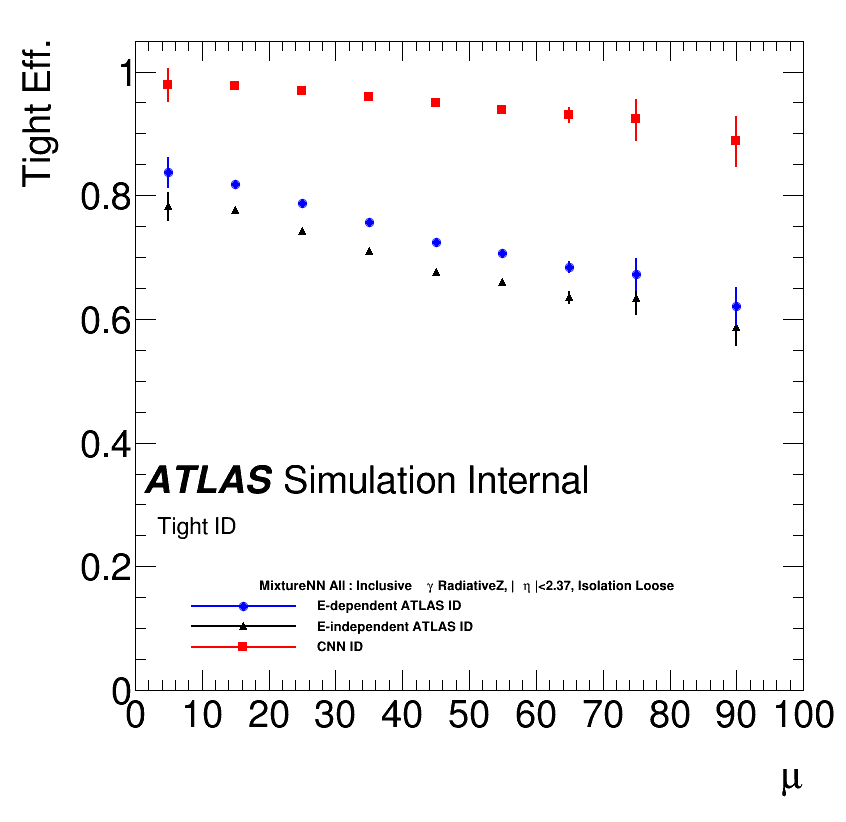 Tight Eff.
1
0.8
0.6
0.4
0.2
0
ATLAS Simulation Internal
Tight ID
MixtureNN All : Inclusive γ RadiativeZ, | η |<2.37, Isolation Loose
E-dependent ATLAS ID
E-independent ATLAS ID
CNN ID
0 10 20 30 40 50 60 70 80 90 100
μ